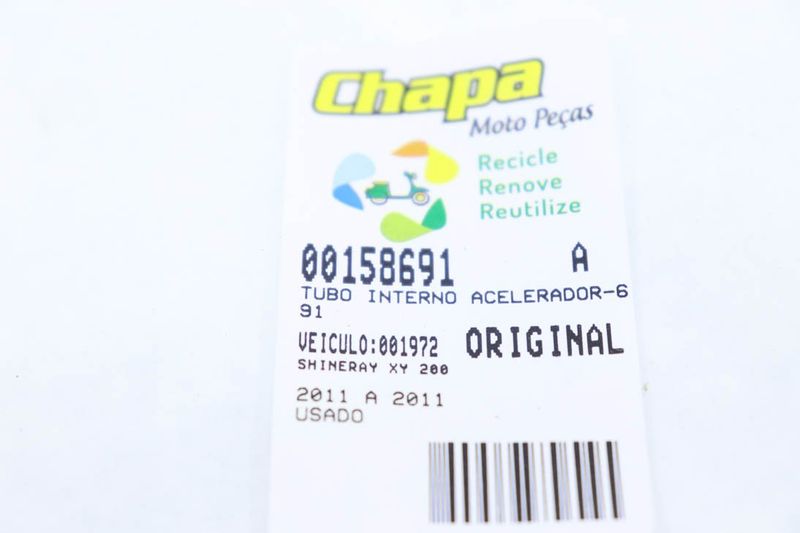 Chapa
Moto Peças
Recicle
Renove
Reutilize
00158691 A
TUBO INTERNO ACELERADOR-6
91
VEICULO:001972 ORIGINAL
SHINERAY XY 200
2011 A 2011
USADO